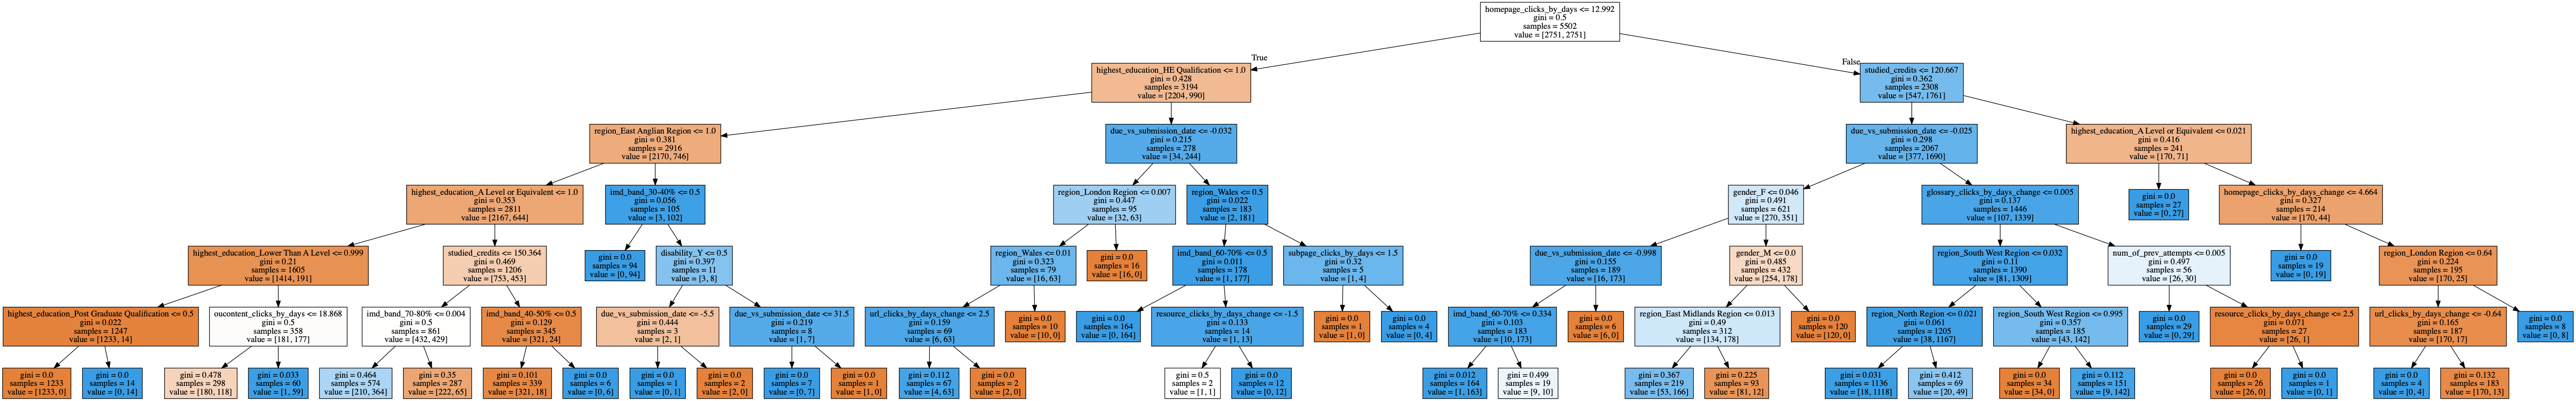 homepage_clicks_by_days <= 12.992
gini = 0.5
samples = 5502
value = [2751, 2751]
True
False
highest_education_HE Qualification <= 1.0
gini = 0.428
samples = 3194
value = [2204, 990]
studied_credits <= 120.667
gini = 0.362
samples = 2308
value = [547, 1761]
region_East Anglian Region <= 1.0
gini = 0.381
samples = 2916
value = [2170, 746]
due_vs_submission_date <= -0.032
gini = 0.215
samples = 278
value = [34, 244]
due_vs_submission_date <= -0.025
gini = 0.298
samples = 2067
value = [377, 1690]
highest_education_A Level or Equivalent <= 0.021
gini = 0.416
samples = 241
value = [170, 71]
highest_education_A Level or Equivalent <= 1.0
gini = 0.353
samples = 2811
value = [2167, 644]
imd_band_30-40% <= 0.5
gini = 0.056
samples = 105
value = [3, 102]
region_London Region <= 0.007
gini = 0.447
samples = 95
value = [32, 63]
region_Wales <= 0.5
gini = 0.022
samples = 183
value = [2, 181]
gender_F <= 0.046
gini = 0.491
samples = 621
value = [270, 351]
glossary_clicks_by_days_change <= 0.005
gini = 0.137
samples = 1446
value = [107, 1339]
gini = 0.0
samples = 27
value = [0, 27]
homepage_clicks_by_days_change <= 4.664
gini = 0.327
samples = 214
value = [170, 44]
highest_education_Lower Than A Level <= 0.999
gini = 0.21
samples = 1605
value = [1414, 191]
studied_credits <= 150.364
gini = 0.469
samples = 1206
value = [753, 453]
gini = 0.0
samples = 94
value = [0, 94]
disability_Y <= 0.5
gini = 0.397
samples = 11
value = [3, 8]
region_Wales <= 0.01
gini = 0.323
samples = 79
value = [16, 63]
gini = 0.0
samples = 16
value = [16, 0]
imd_band_60-70% <= 0.5
gini = 0.011
samples = 178
value = [1, 177]
subpage_clicks_by_days <= 1.5
gini = 0.32
samples = 5
value = [1, 4]
due_vs_submission_date <= -0.998
gini = 0.155
samples = 189
value = [16, 173]
gender_M <= 0.0
gini = 0.485
samples = 432
value = [254, 178]
region_South West Region <= 0.032
gini = 0.11
samples = 1390
value = [81, 1309]
num_of_prev_attempts <= 0.005
gini = 0.497
samples = 56
value = [26, 30]
gini = 0.0
samples = 19
value = [0, 19]
region_London Region <= 0.64
gini = 0.224
samples = 195
value = [170, 25]
highest_education_Post Graduate Qualification <= 0.5
gini = 0.022
samples = 1247
value = [1233, 14]
oucontent_clicks_by_days <= 18.868
gini = 0.5
samples = 358
value = [181, 177]
imd_band_70-80% <= 0.004
gini = 0.5
samples = 861
value = [432, 429]
imd_band_40-50% <= 0.5
gini = 0.129
samples = 345
value = [321, 24]
due_vs_submission_date <= -5.5
gini = 0.444
samples = 3
value = [2, 1]
due_vs_submission_date <= 31.5
gini = 0.219
samples = 8
value = [1, 7]
url_clicks_by_days_change <= 2.5
gini = 0.159
samples = 69
value = [6, 63]
gini = 0.0
samples = 10
value = [10, 0]
gini = 0.0
samples = 164
value = [0, 164]
resource_clicks_by_days_change <= -1.5
gini = 0.133
samples = 14
value = [1, 13]
gini = 0.0
samples = 1
value = [1, 0]
gini = 0.0
samples = 4
value = [0, 4]
imd_band_60-70% <= 0.334
gini = 0.103
samples = 183
value = [10, 173]
gini = 0.0
samples = 6
value = [6, 0]
region_East Midlands Region <= 0.013
gini = 0.49
samples = 312
value = [134, 178]
gini = 0.0
samples = 120
value = [120, 0]
region_North Region <= 0.021
gini = 0.061
samples = 1205
value = [38, 1167]
region_South West Region <= 0.995
gini = 0.357
samples = 185
value = [43, 142]
gini = 0.0
samples = 29
value = [0, 29]
resource_clicks_by_days_change <= 2.5
gini = 0.071
samples = 27
value = [26, 1]
url_clicks_by_days_change <= -0.64
gini = 0.165
samples = 187
value = [170, 17]
gini = 0.0
samples = 8
value = [0, 8]
gini = 0.0
samples = 1233
value = [1233, 0]
gini = 0.0
samples = 14
value = [0, 14]
gini = 0.478
samples = 298
value = [180, 118]
gini = 0.033
samples = 60
value = [1, 59]
gini = 0.464
samples = 574
value = [210, 364]
gini = 0.35
samples = 287
value = [222, 65]
gini = 0.101
samples = 339
value = [321, 18]
gini = 0.0
samples = 6
value = [0, 6]
gini = 0.0
samples = 1
value = [0, 1]
gini = 0.0
samples = 2
value = [2, 0]
gini = 0.0
samples = 7
value = [0, 7]
gini = 0.0
samples = 1
value = [1, 0]
gini = 0.112
samples = 67
value = [4, 63]
gini = 0.0
samples = 2
value = [2, 0]
gini = 0.5
samples = 2
value = [1, 1]
gini = 0.0
samples = 12
value = [0, 12]
gini = 0.012
samples = 164
value = [1, 163]
gini = 0.499
samples = 19
value = [9, 10]
gini = 0.367
samples = 219
value = [53, 166]
gini = 0.225
samples = 93
value = [81, 12]
gini = 0.031
samples = 1136
value = [18, 1118]
gini = 0.412
samples = 69
value = [20, 49]
gini = 0.0
samples = 34
value = [34, 0]
gini = 0.112
samples = 151
value = [9, 142]
gini = 0.0
samples = 26
value = [26, 0]
gini = 0.0
samples = 1
value = [0, 1]
gini = 0.0
samples = 4
value = [0, 4]
gini = 0.132
samples = 183
value = [170, 13]